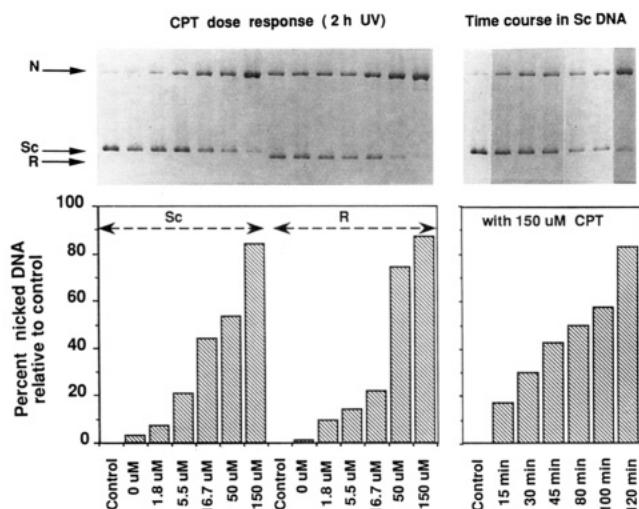 CPT dose response ( 2 h UV)
Time course in Sc DNA
N
Sc
R
Percent nicked DNA
relative to control
100
80
60
40
20
0
Sc
R
with 150 uM CPT
Control
0 uM
1.8 uM
5.5 uM
16.7 uM
50 uM
150 uM
Control
0 uM
1.8 uM
5.5 uM
16.7 uM
50 uM
150 uM
Control
15 min
30 min
45 min
80 min
100 min
120 min